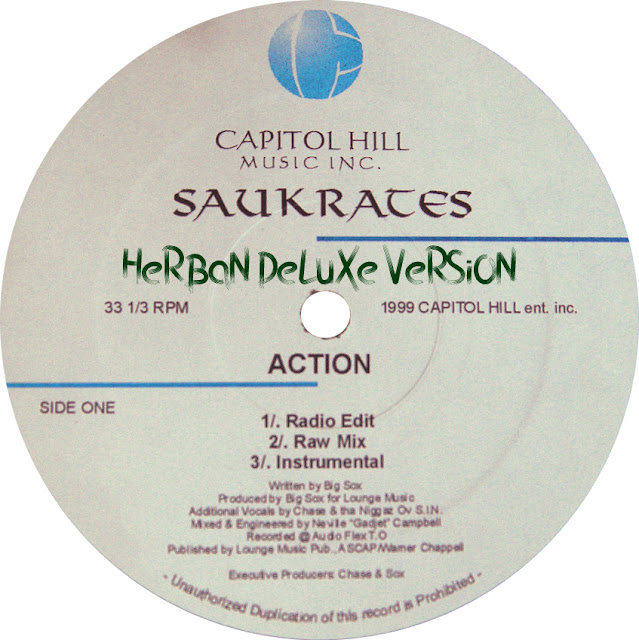 CAPITOL HILL
MUSIC INC.
SAUKRATES
HeRBaN DeLuXe VeRSiON
33 1/3 RPM
1999 CAPITOL HILL ent. inc.
ACTION
SIDE ONE
1/. Radio Edit
2/. Raw Mix
3/. Instrumental
Written by Big Sox
Produced by Big Sox for Lounge Music
Additional Vocals by Chase & tha Niggaz Ov S.I.N.
Mixed & Engineered by Neville "Gadjet" Campbell
Recorded @ Audio Flex T.O
Published by Lounge Music Pub., ASCAP/Warner Chappell
Executive Producers: Chase & Sox
- Unauthorized Duplication of this record is Prohibited -